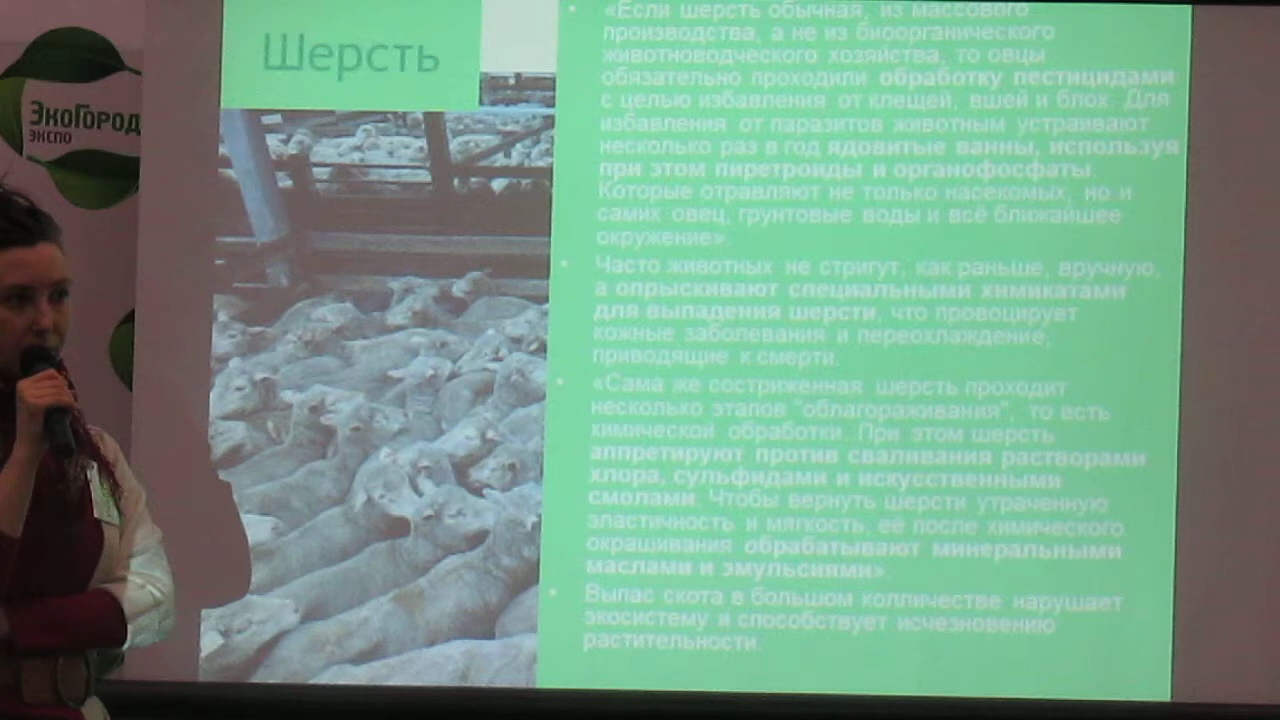 ЭкоГород
ЭКСПО
Шерсть
• «Если шерсть обычная, из массового
производства, а не из биоорганического
животноводческого хозяйства, то овцы
обязательно проходили обработку пестицидами
с целью избавления от клещей, вшей и блох. Для
избавления от паразитов животным устраивают
несколько раз в год ядовитые ванны, используя
при этом пиретроиды и органофосфаты.
Которые отравляют не только насекомых, но и
самих овец, грунтовые воды и всё ближайшее
окружение».
• Часто животных не стригут, как раньше, вручную,
а опрыскивают специальными химикатами
для выпадения шерсти, что провоцирует
кожные заболевания и переохлаждение,
приводящие к смерти.
• «Сама же состриженная шерсть проходит
несколько этапов "облагораживания", то есть
химической обработки. При этом шерсть
аппретируют против сваливания растворами
хлора, сульфидами и искусственными
смолами. Чтобы вернуть шерсти утраченную
эластичность и мягкость, её после химического
окрашивания обрабатывают минеральными
маслами и эмульсиями».
• Выпас скота в большом колличестве нарушает
экосистему и способствует исчезновению
растительности.